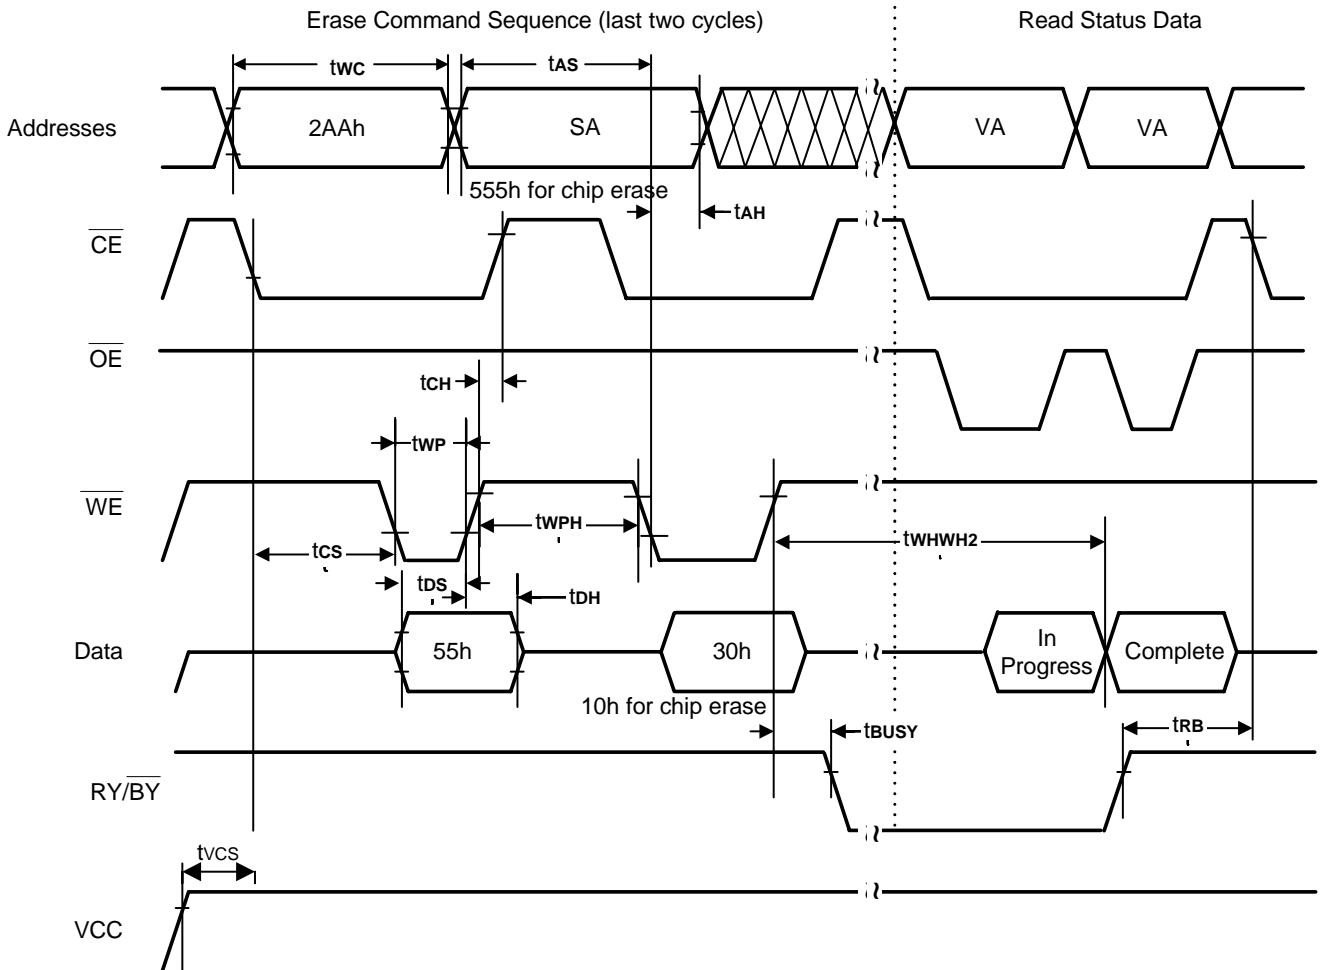 Erase Command Sequence (last two cycles)
Read Status Data
tWC
tAS
Addresses
2AAh
SA
VA
VA
555h for chip erase
tAH
CE
OE
tCH
tWP
WE
tWPH
tCS
tWHWH2
tDS
tDH
Data
55h
30h
In
Progress
Complete
10h for chip erase
tBUSY
tRB
RY/BY
tVCS
VCC